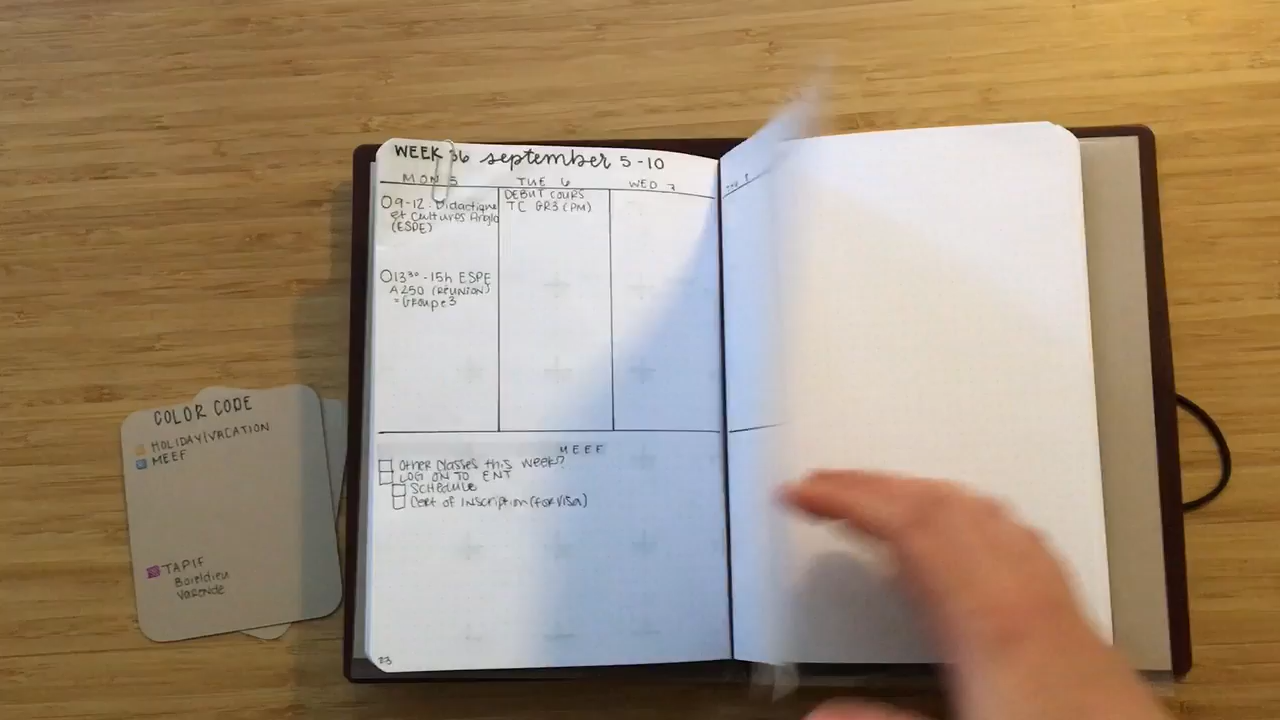 WEEK 36 september 5-10
MON 5 TUE 6 WED 7
O 9-12 Didactique
et Cultures Anglo
(ESPE)
DEBUT COURS
TC GR3 (PM)
O 13³⁰-15h ESPE
A250 (REUNION)
=Groupe 3
MEEF
Other classes this week?
LOG ON TO ENT
SCHEDULE
Cert of Inscription (for visa)
COLOR CODE
HOLIDAY/VACATION
MEEF
TAPIF
Boieldieu
Varende